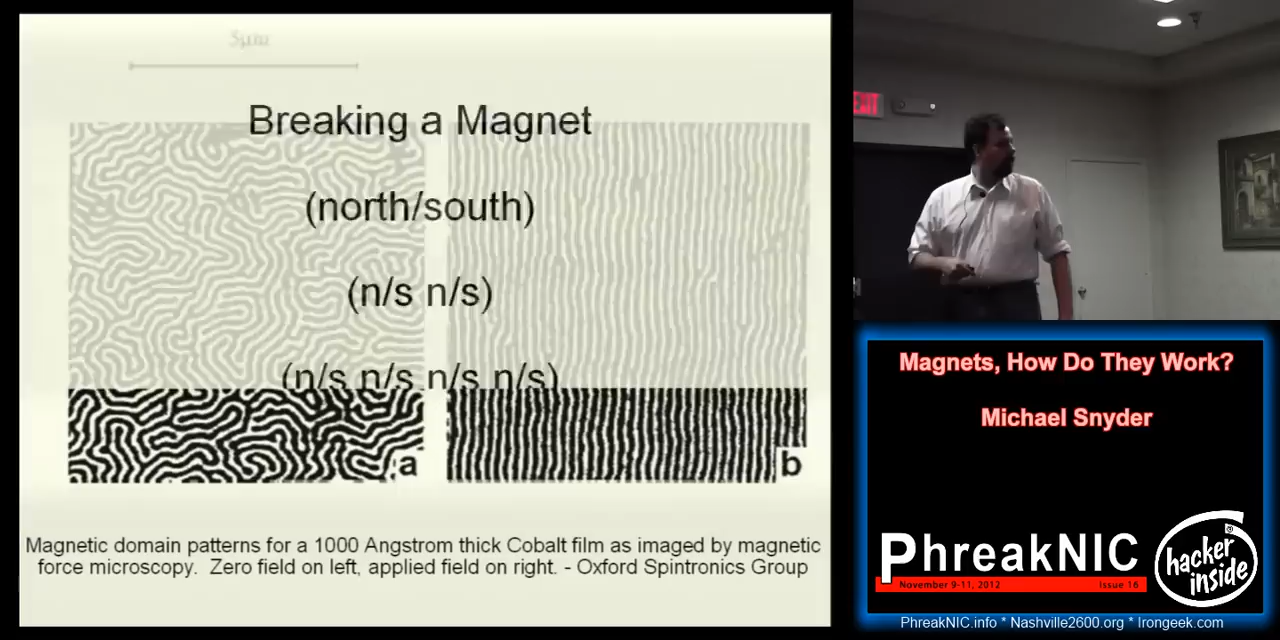 5μm
Breaking a Magnet
(north/south)
(n/s n/s)
(n/s n/s n/s n/s)
a
b
Magnetic domain patterns for a 1000 Angstrom thick Cobalt film as imaged by magnetic
force microscopy. Zero field on left, applied field on right. - Oxford Spintronics Group
EXIT
Magnets, How Do They Work?
Michael Snyder
PhreakNIC
November 9-11, 2012
Issue 16
hacker
inside
®
PhreakNIC.info * Nashville2600.org * Irongeek.com